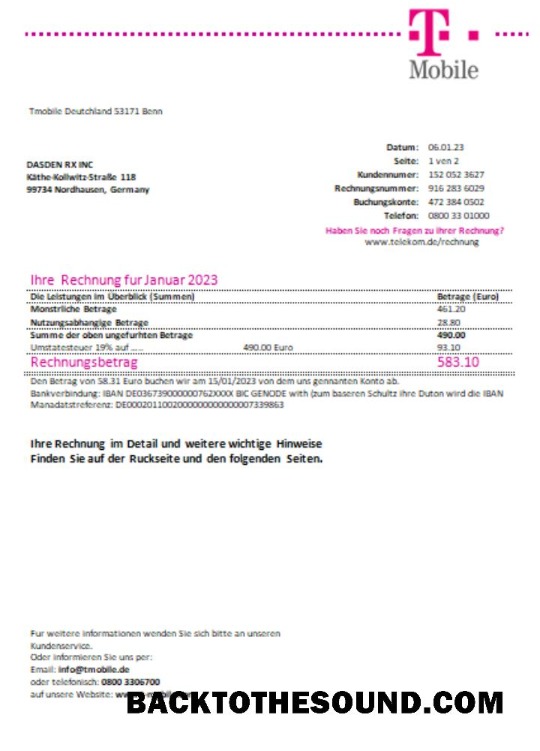 T
Mobile
Tmobile Deutchland 53171 Benn
DASDEN RX INC
Käthe-Kollwitz-Straße 118
99734 Nordhausen, Germany
Datum: 06.01.23
Seite: 1 ven 2
Kundennumer: 152 052 3627
Rechnungsnummer: 916 283 6029
Buchungskonte: 472 384 0502
Telefon: 0800 33 01000
Haben Sie noch Fragen zu Ihrer Rechnung?
www.telekom.de/rechnung
Ihre Rechnung fur Januar 2023
Die Leistungen im Überblick (Summen) Betrage (Euro)
Monstrliche Betrage 461.20
Nutzungsabhangige Betrage 28.80
Summe der oben ungefurhten Betrage 490.00
Umstatesteuer 19% auf ..... 490.00 Euro 93.10
Rechnungsbetrag 583.10
Den Betrag von 58.31 Euro buchen wir am 15/01/2023 von dem uns gennanten Konto ab.
Bankverbindung: IBAN DE03673900000762XXXX BIC GENODE with (zum baseren Schultz ihre Duton wird die IBAN
Manadatstreferenz:
Ihre Rechnung im Detail und weitere wichtige Hinweise
Finden Sie auf der Ruckseite und den folgenden Seiten.
Fur weitere informationen wenden Sie sich bitte an unseren
Kundenservice.
Oder informieren Sie uns per:
Email: info@tmobile.de
oder telefonisch: 0800 3306700
auf unsere Website:
BACKTOTHESOUND.COM